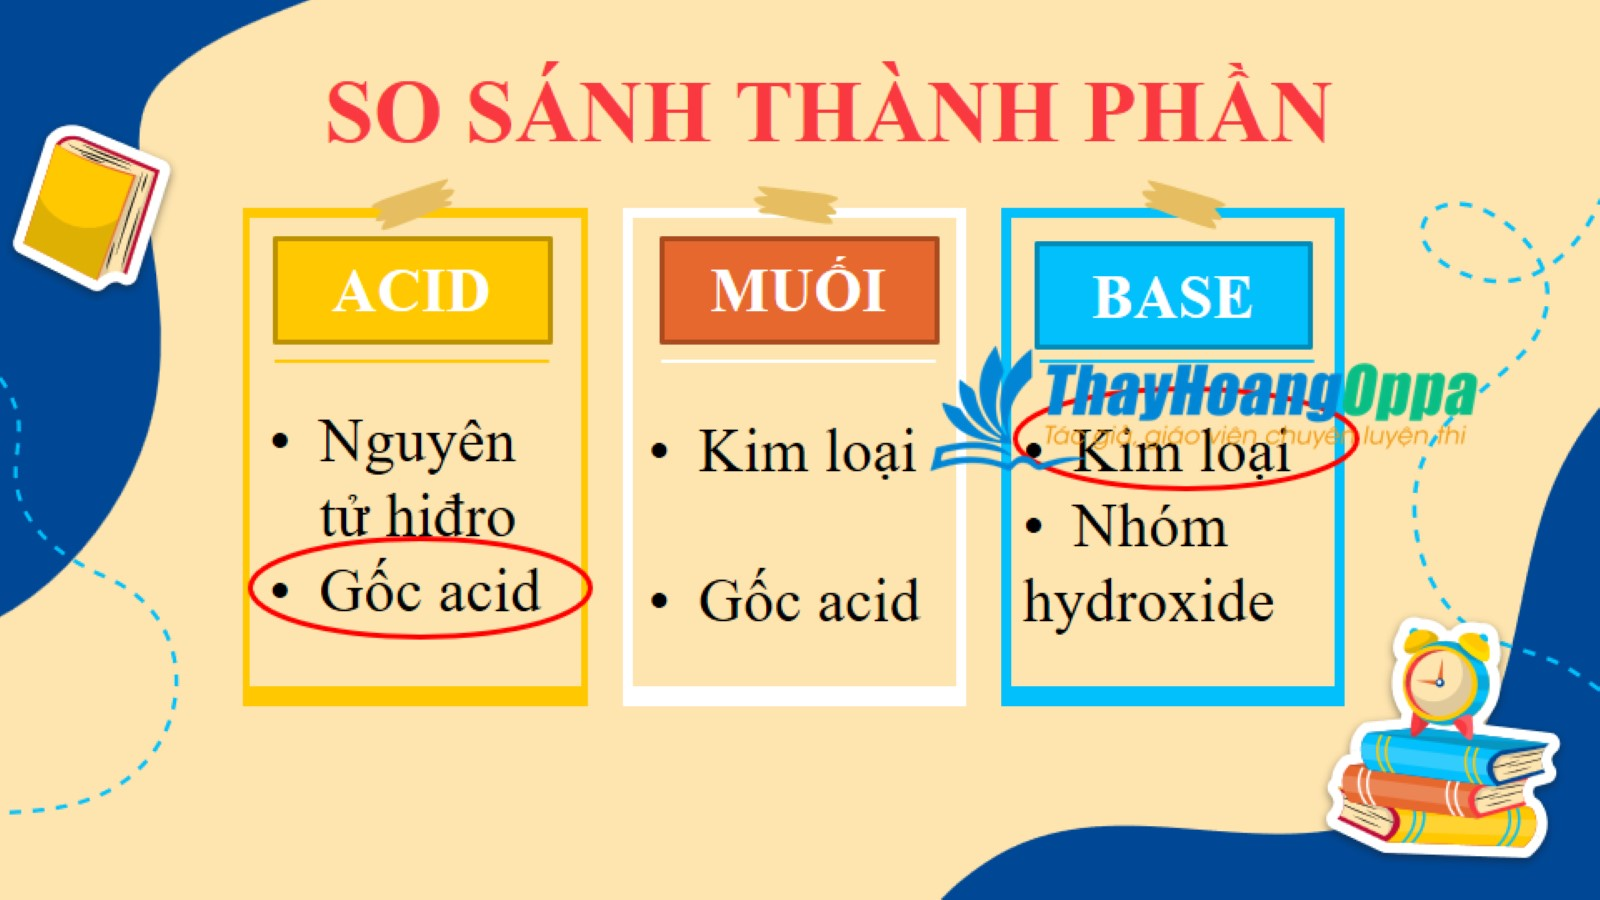 SO SÁNH THÀNH PHẦN
ACID
• Nguyên
tử hiđro
• Gốc acid
MUỐI
• Kim loại
• Gốc acid
BASE
• Kim loại
• Nhóm
hydroxide
ThayHoangOppa
Tác giả, giáo viên chuyên luyện thi